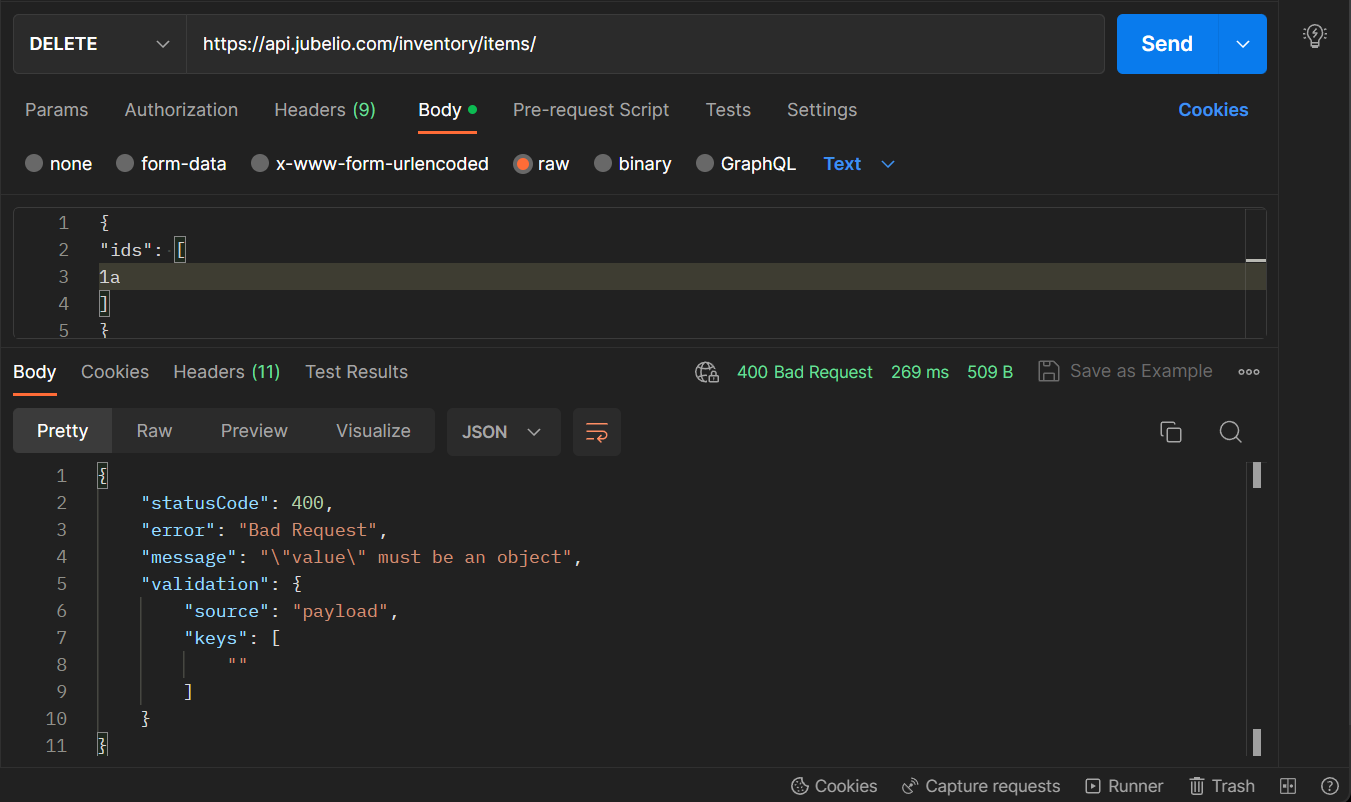 DELETE https://api.jubelio.com/inventory/items/ Send
Params Authorization Headers (9) Body Pre-request Script Tests Settings Cookies
none form-data x-www-form-urlencoded raw binary GraphQL Text
1 {
2 "ids": [
3 1a
4 ]
5 }
Body Cookies Headers (11) Test Results 400 Bad Request 269 ms 509 B Save as Example
Pretty Raw Preview Visualize JSON
1 {
2 "statusCode": 400,
3 "error": "Bad Request",
4 "message": "\"value\" must be an object",
5 "validation": {
6 "source": "payload",
7 "keys": [
8 ""
9 ]
10 }
11 }
Cookies Capture requests Runner Trash